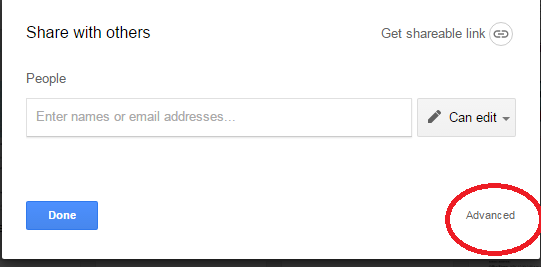 Share with others
Get shareable link
People
Enter names or email addresses...
Can edit
Done
Advanced